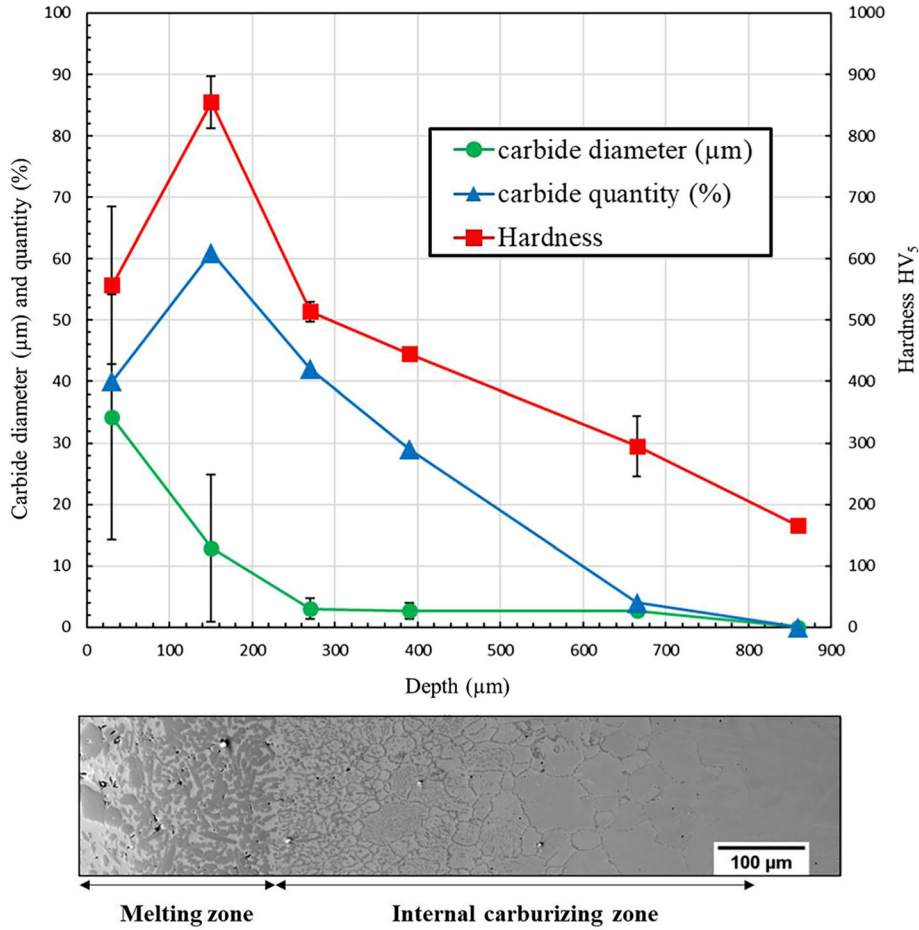 100
90
80
70
60
50
40
30
20
10
0
1000
900
800
700
600
500
400
300
200
100
0
Carbide diameter (µm) and quantity (%)
Hardness HV5
carbide diameter (µm)
carbide quantity (%)
Hardness
0 100 200 300 400 500 600 700 800 900
Depth (µm)
100 µm
Melting zone Internal carburizing zone